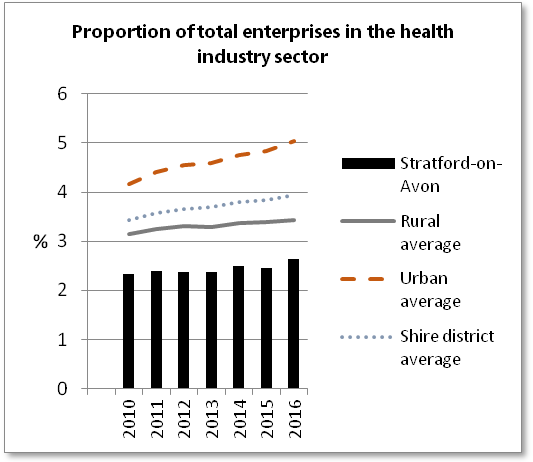 Proportion of total enterprises in the health
industry sector
6
5
4
3
2
1
0
%
2010
2011
2012
2013
2014
2015
2016
Stratford-on-
Avon
Rural
average
Urban
average
Shire district
average